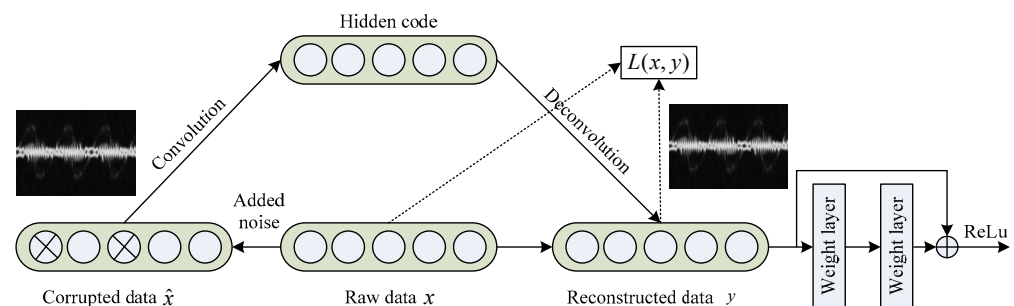 Hidden code
L(x, y)
Convolution
Deconvolution
Added
noise
Weight layer
Weight layer
ReLu
Corrupted data x̂
Raw data x
Reconstructed data y